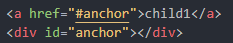 <a href="#anchor">child1</a>
<div id="anchor"></div>